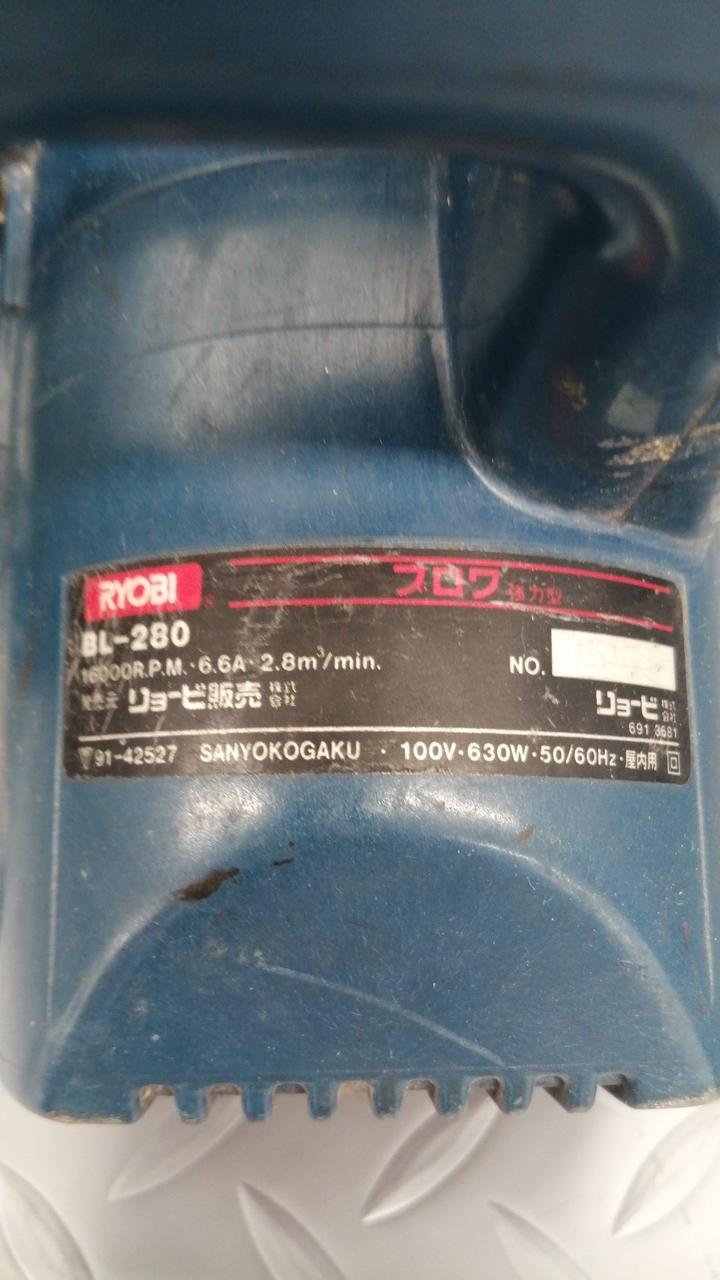 RYOBI ブロワ 強力型
BL-280
16000R.P.M.·6.6A· 2.8m³/min. NO.
発売元 リョービ販売 株式会社 リョービ 株式会社
691 3681
▽91-42527 SANYOKOGAKU · 100V·630W·50/60Hz·屋内用